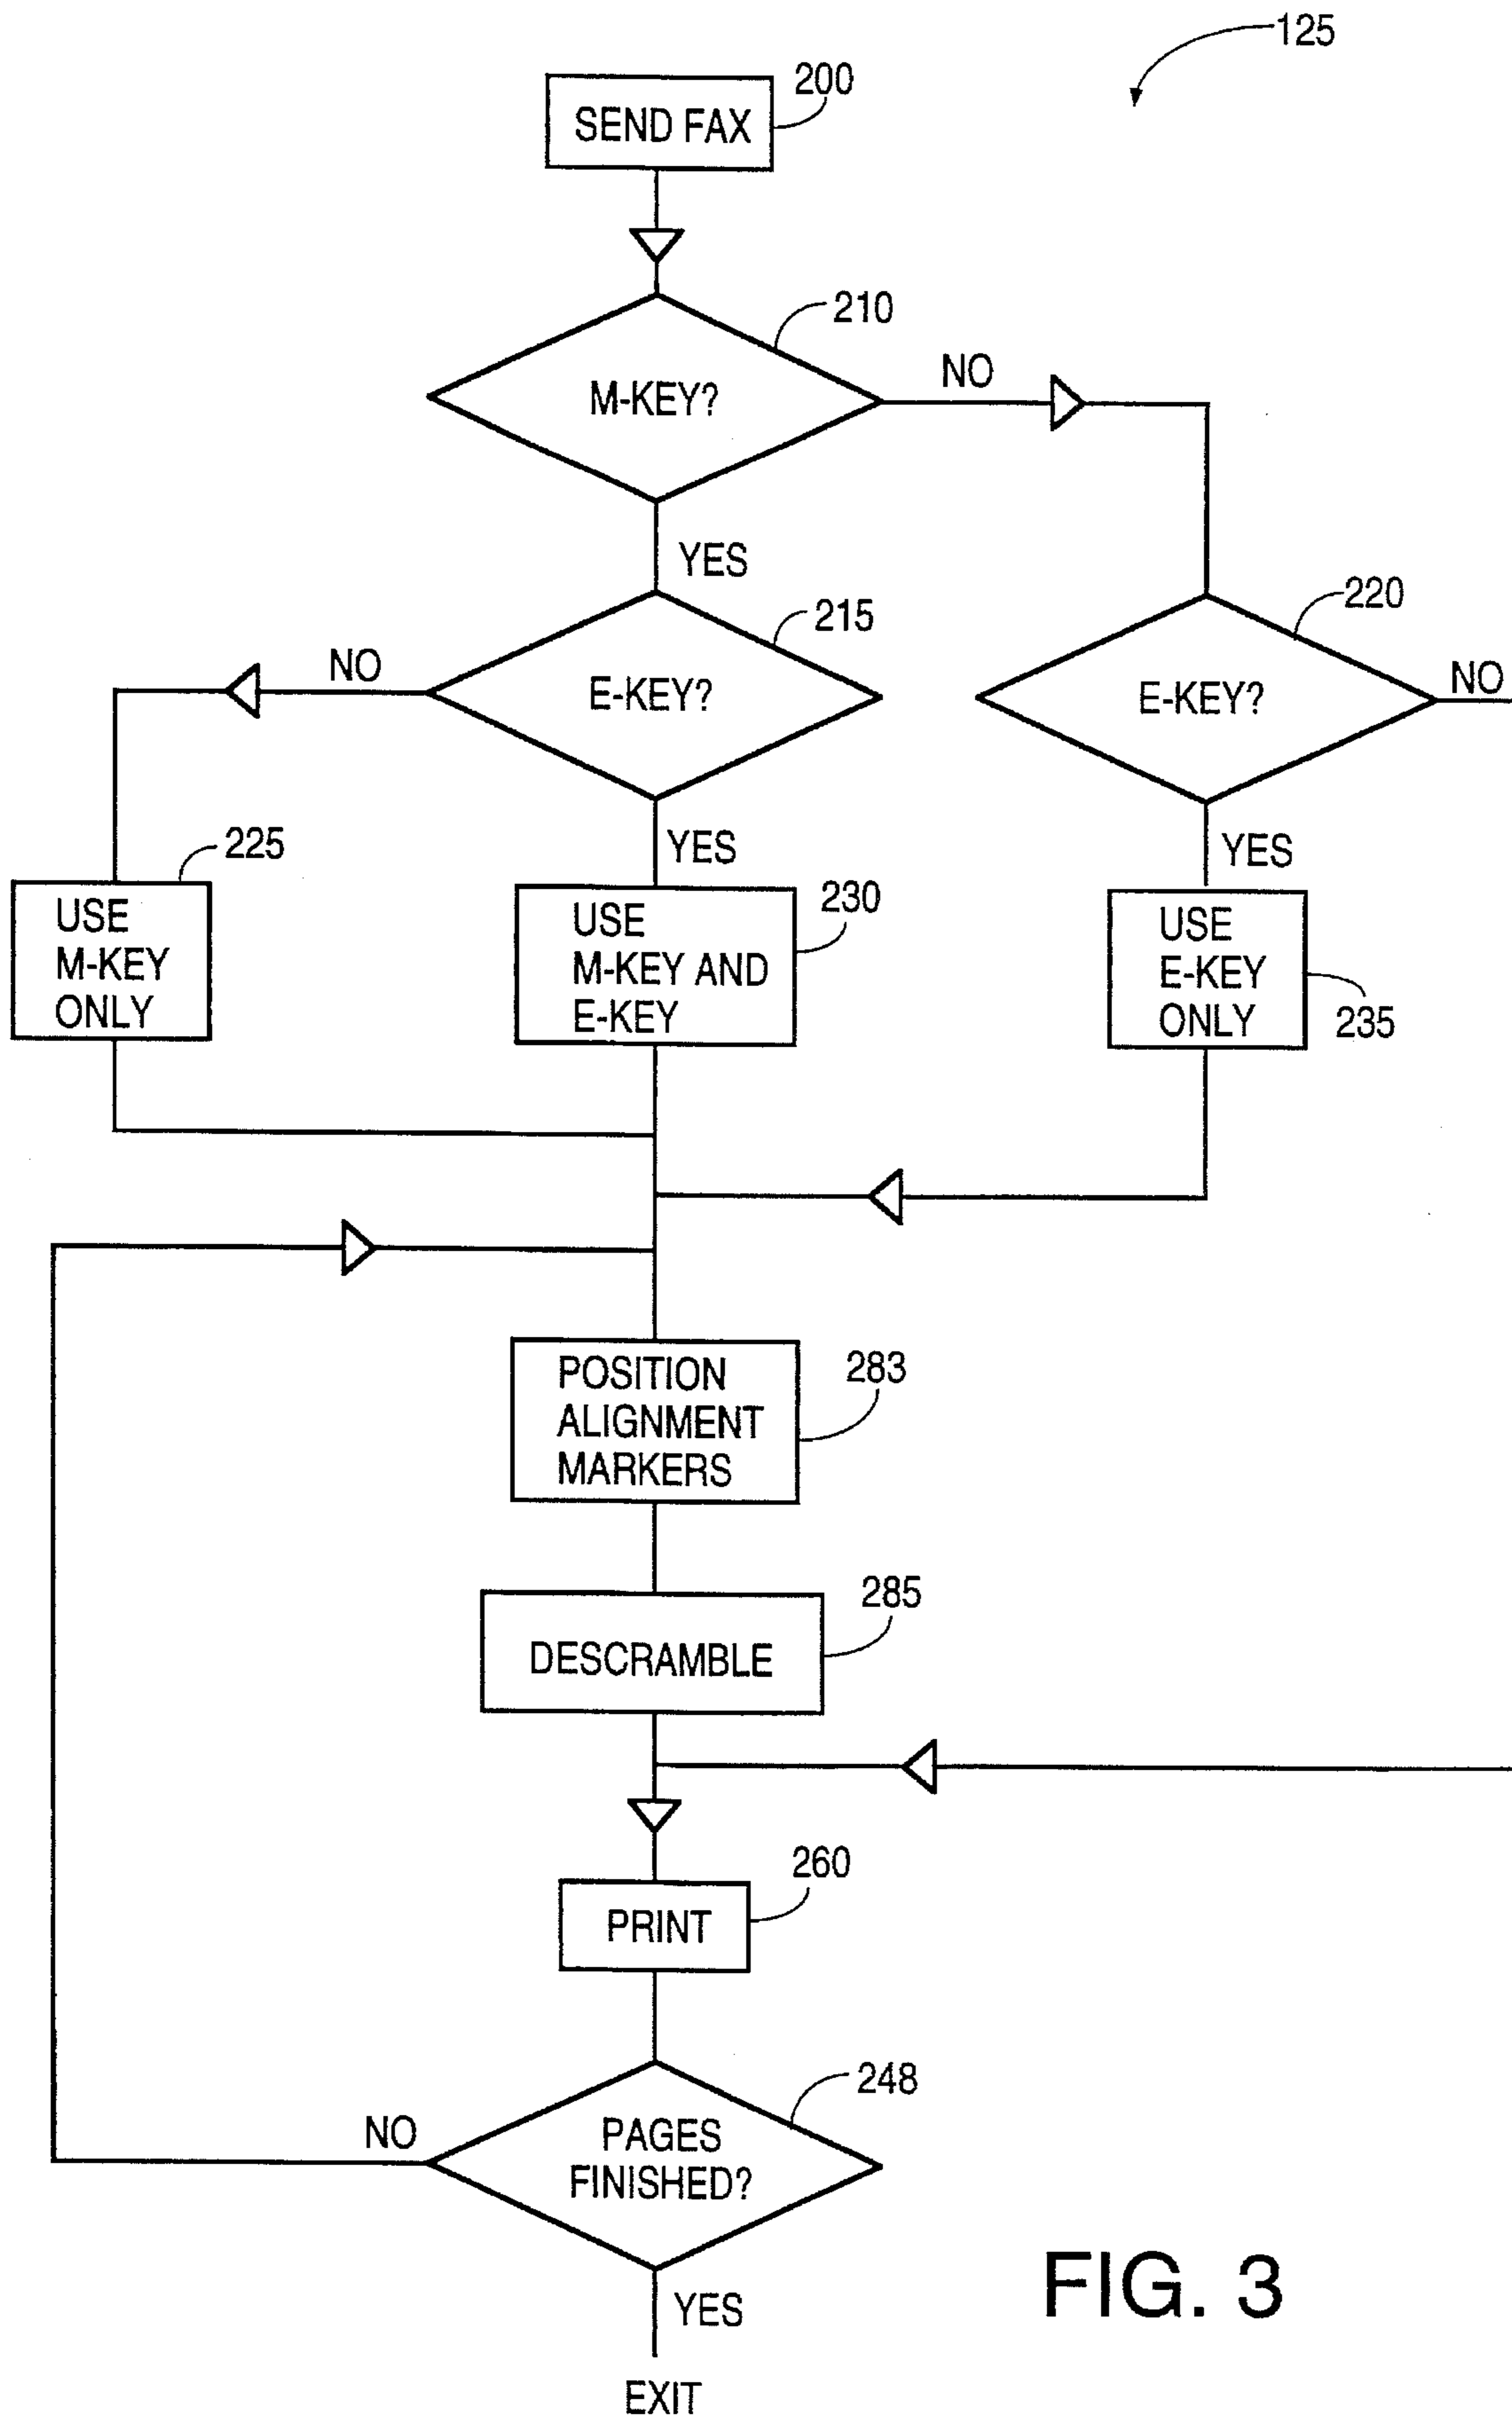 125
200
SEND FAX
210
M-KEY?
NO
YES
215
220
NO
E-KEY?
E-KEY?
NO
225
YES
YES
USE
M-KEY
ONLY
230
USE
M-KEY AND
E-KEY
USE
E-KEY
ONLY
235
POSITION
ALIGNMENT
MARKERS
283
285
DESCRAMBLE
260
PRINT
248
NO
PAGES
FINISHED?
YES
EXIT
FIG. 3